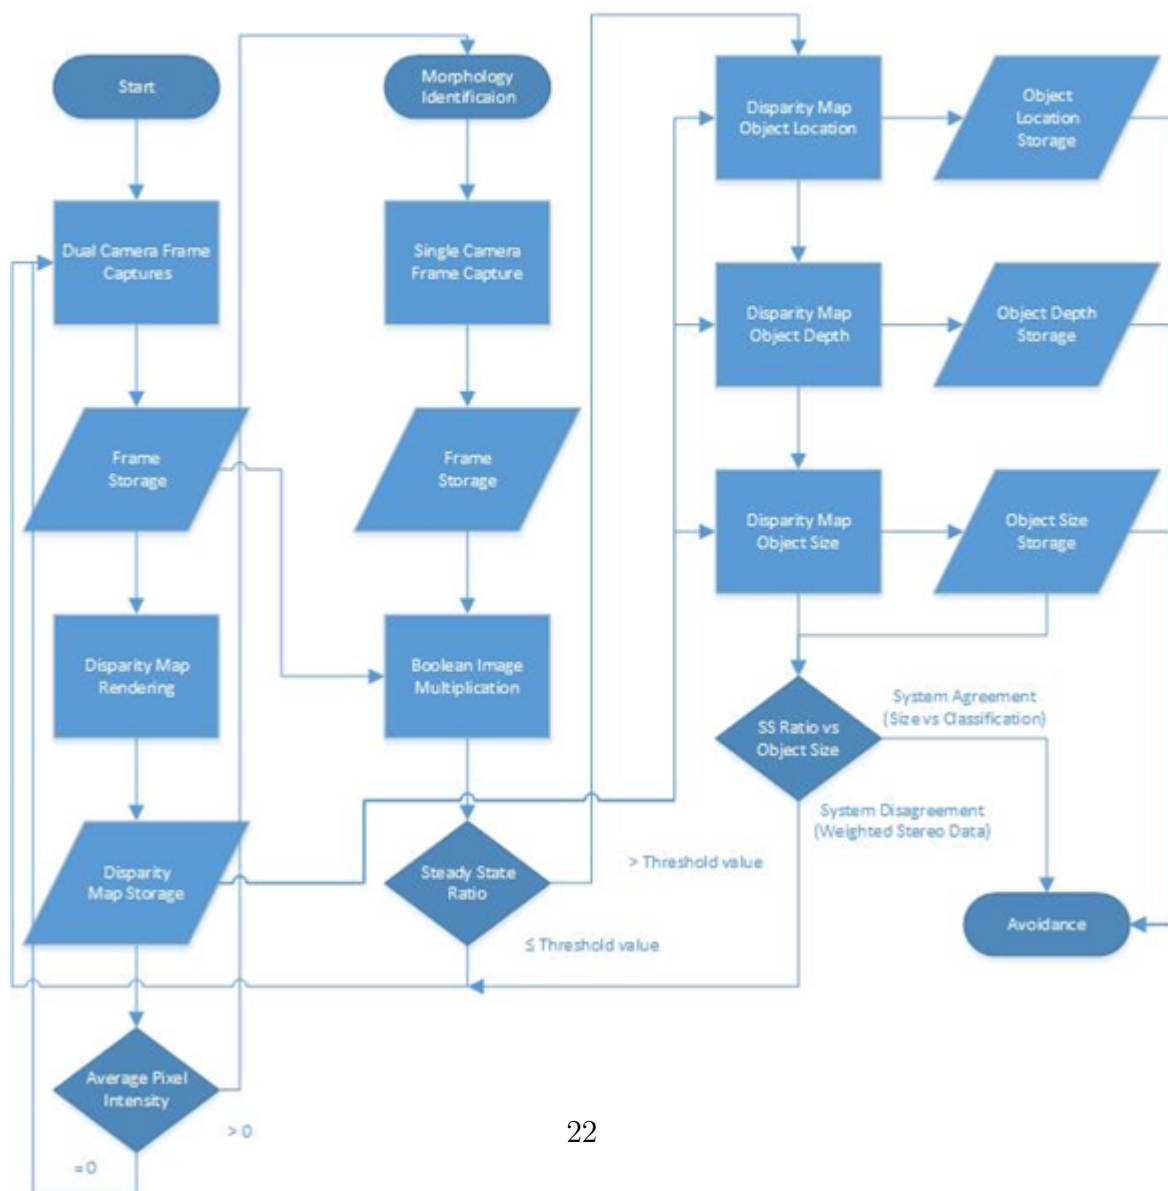 Start
Dual Camera Frame
Captures
Frame
Storage
Disparity Map
Rendering
Disparity
Map Storage
Average Pixel
Intensity
> 0
= 0
Morphology
Identificaion
Single Camera
Frame Capture
Frame
Storage
Boolean Image
Multiplication
Steady State
Ratio
> Threshold value
≤ Threshold value
Disparity Map
Object Location
Object
Location
Storage
Disparity Map
Object Depth
Object Depth
Storage
Disparity Map
Object Size
Object Size
Storage
SS Ratio vs
Object Size
System Agreement
(Size vs Classification)
System Disagreement
(Weighted Stereo Data)
Avoidance
22